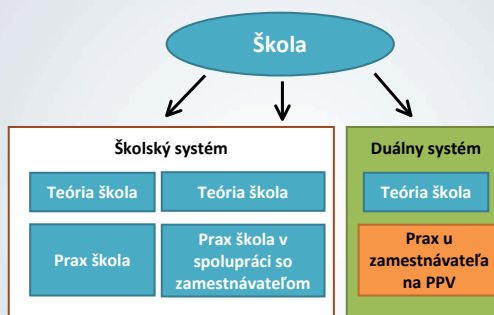 Škola
Školský systém
Duálny systém
Teória škola
Teória škola
Teória škola
Prax škola
Prax škola v
spolupráci so
zamestnávateľom
Prax u
zamestnávateľa
na PPV